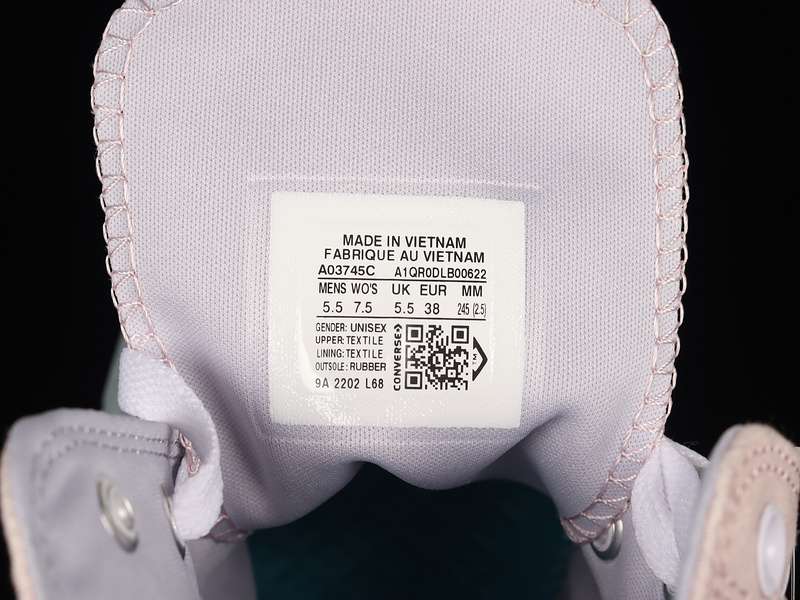 MADE IN VIETNAM
FABRIQUE AU VIETNAM
A03745C A1QR0DLB00622
MENS WO'S UK EUR MM
5.5 7.5 5.5 38 245 (2.5)
GENDER: UNISEX
UPPER: TEXTILE
LINING: TEXTILE
OUTSOLE: RUBBER
9A 2202 L68
CONVERSE
TM